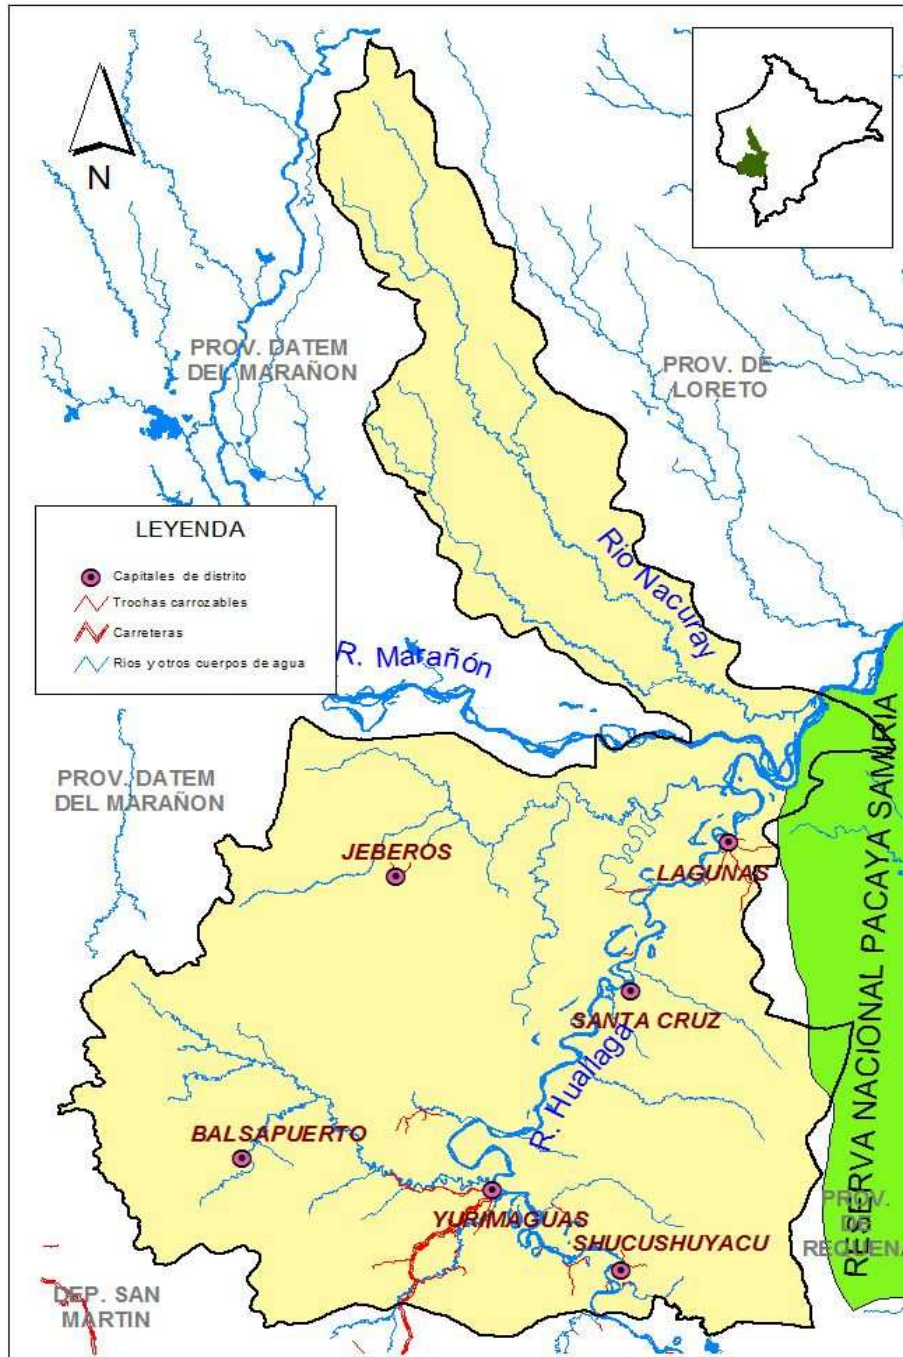 N
PROV. DATEM
DEL MARAÑON
PROV. DE
LORETO
LEYENDA
Capitales de distrito
Trochas carrozables
Carreteras
Rios y otros cuerpos de agua
Rio Nacuray
R. Marañón
PROV. DATEM
DEL MARAÑON
JEBEROS
LAGUNAS
SANTA CRUZ
R. Huallaga
RESERVA NACIONAL PACAYA SAMIRIA
BALSAPUERTO
YURIMAGUAS
SHUCUSHUYACU
PROV.
DE
REQUENA
DEP. SAN
MARTIN